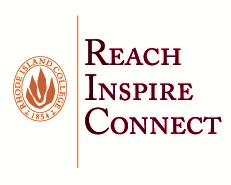 RHODE ISLAND COLLEGE
1854
REACH
INSPIRE
CONNECT